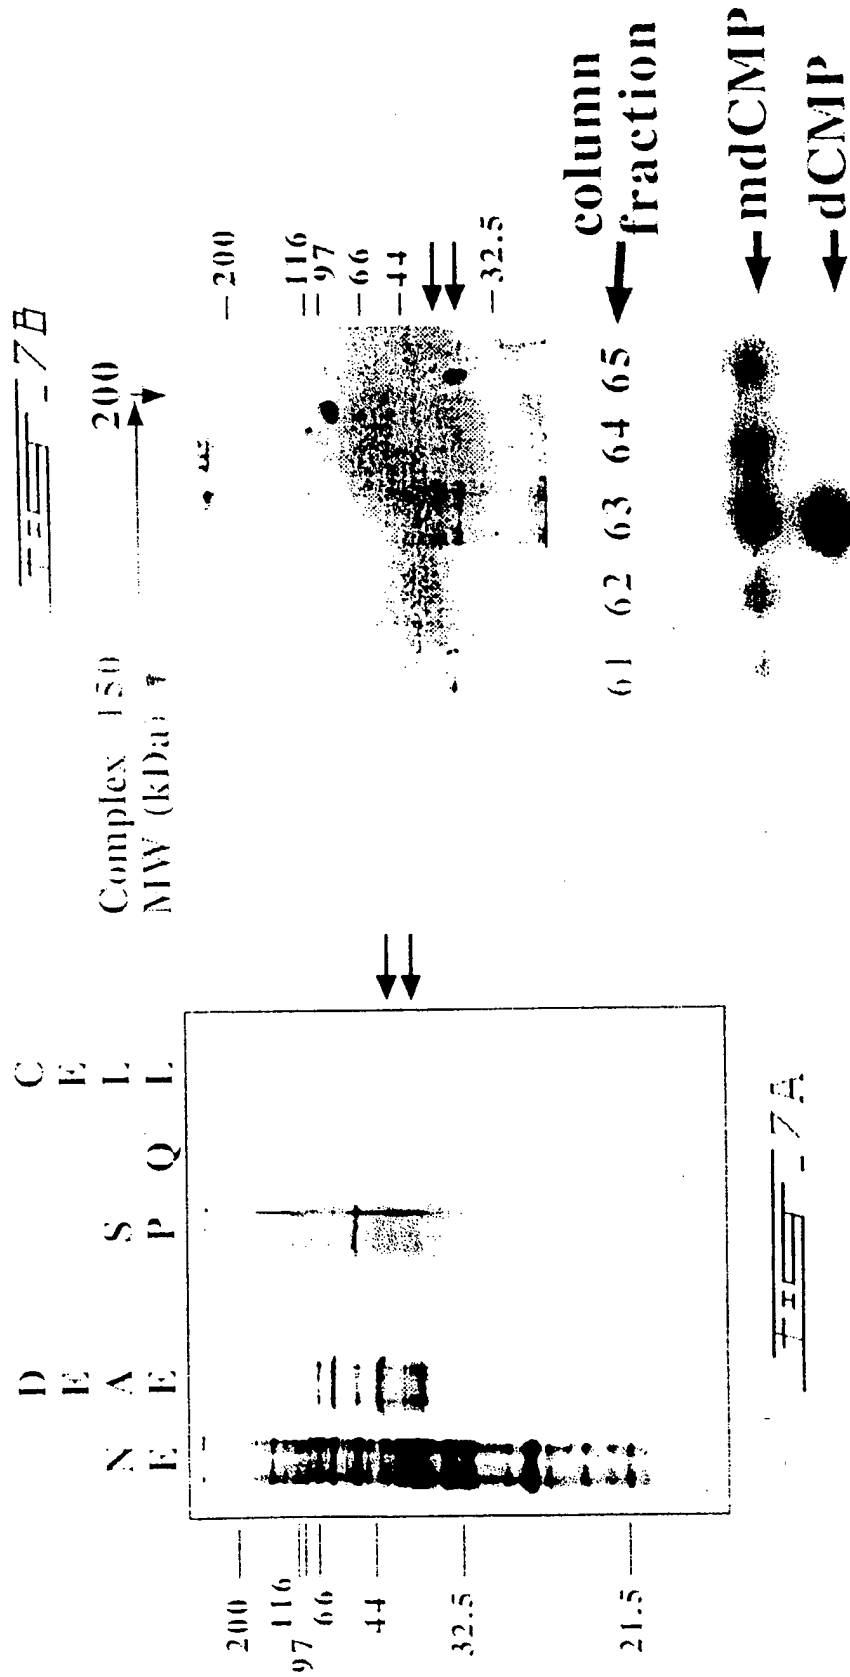 N E
D E A E
S P
Q
C E L L
200
116
97
66
44
32.5
21.5
FIG_7A
FIG_7B
Complex 150
MW (kDa):
200
200
116
97
66
44
32.5
61 62 63 64 65
column
fraction
mdCMP
dCMP